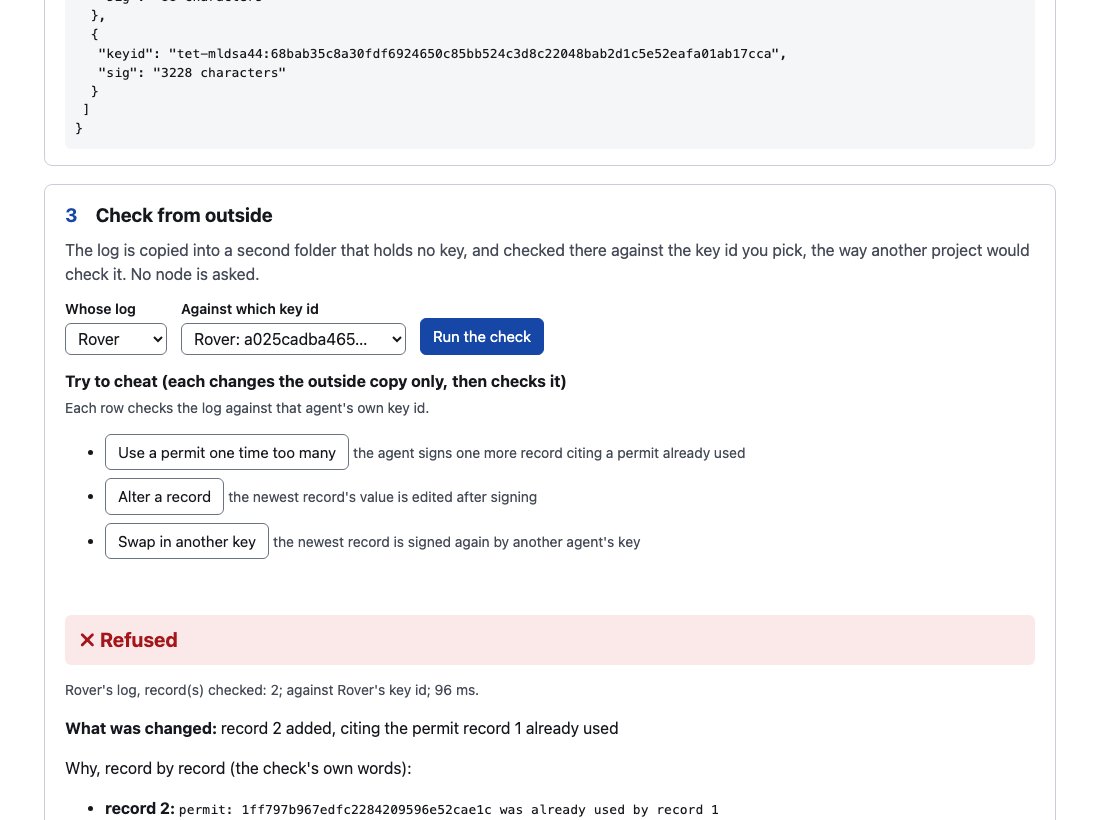 },
{
"keyid": "tet-mldsa44:68bab35c8a30fdf6924650c85bb524c3d8c22048bab2d1c5e52eafa01ab17cca",
"sig": "3228 characters"
}
]
}
3 Check from outside
The log is copied into a second folder that holds no key, and checked there against the key id you pick, the way another project would
check it. No node is asked.
Whose log Against which key id
Rover Rover: a025cadba465... Run the check
Try to cheat (each changes the outside copy only, then checks it)
Each row checks the log against that agent's own key id.
• Use a permit one time too many the agent signs one more record citing a permit already used
• Alter a record the newest record's value is edited after signing
• Swap in another key the newest record is signed again by another agent's key
✕ Refused
Rover's log, record(s) checked: 2; against Rover's key id; 96 ms.
What was changed: record 2 added, citing the permit record 1 already used
Why, record by record (the check's own words):
• record 2: permit: 1ff797b967edfc2284209596e52cae1c was already used by record 1